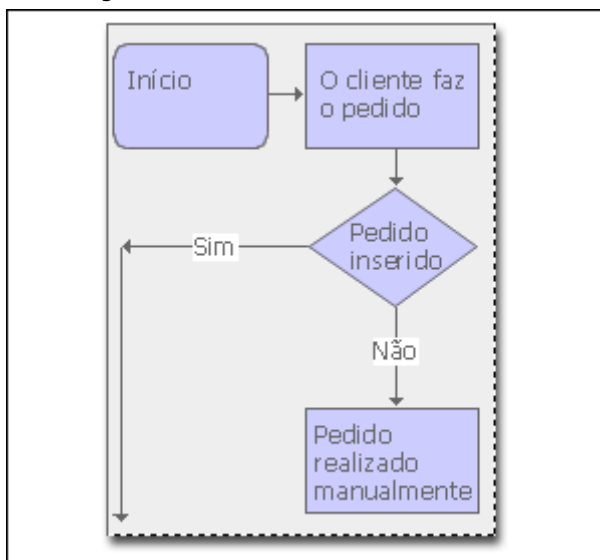 Início
O cliente faz
o pedido
Pedido
inserido
Sim
Não
Pedido
realizado
manualmente